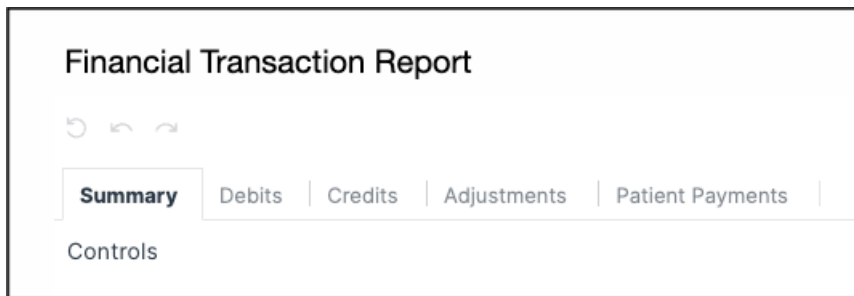 Financial Transaction Report
Summary Debits Credits Adjustments Patient Payments
Controls